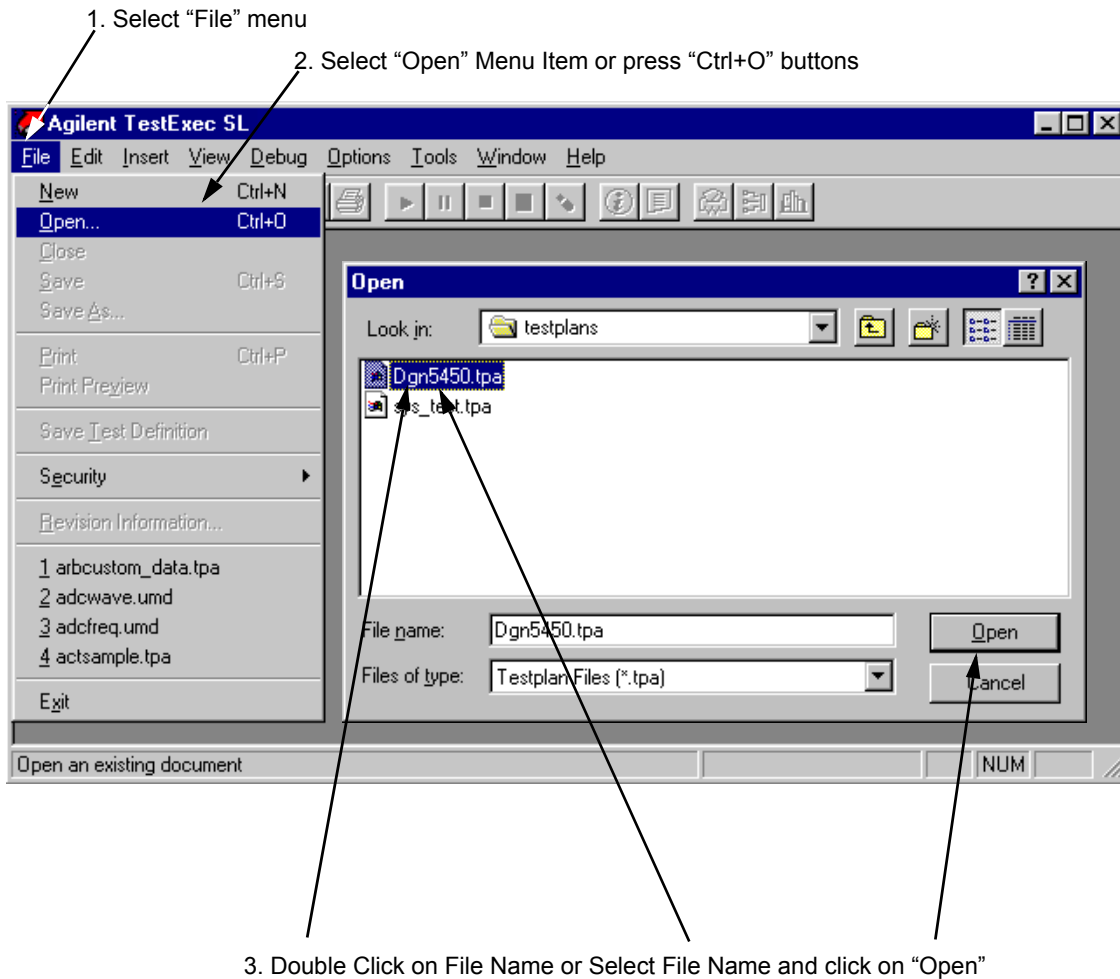 1. Select “File” menu
2. Select “Open” Menu Item or press “Ctrl+O” buttons
Agilent TestExec SL
File Edit Insert View Debug Options Tools Window Help
New Ctrl+N
Open... Ctrl+O
Close
Save Ctrl+S
Save As...
Print Ctrl+P
Print Preview
Save Test Definition
Security
Revision Information...
1 arbcustom_data.tpa
2 adcwave.umd
3 adcfreq.umd
4 actsample.tpa
Exit
Open
Look in: testplans
Dgn5450.tpa
sys_test.tpa
File name: Dgn5450.tpa Open
Files of type: Testplan Files (*.tpa) Cancel
Open an existing document NUM
3. Double Click on File Name or Select File Name and click on “Open”